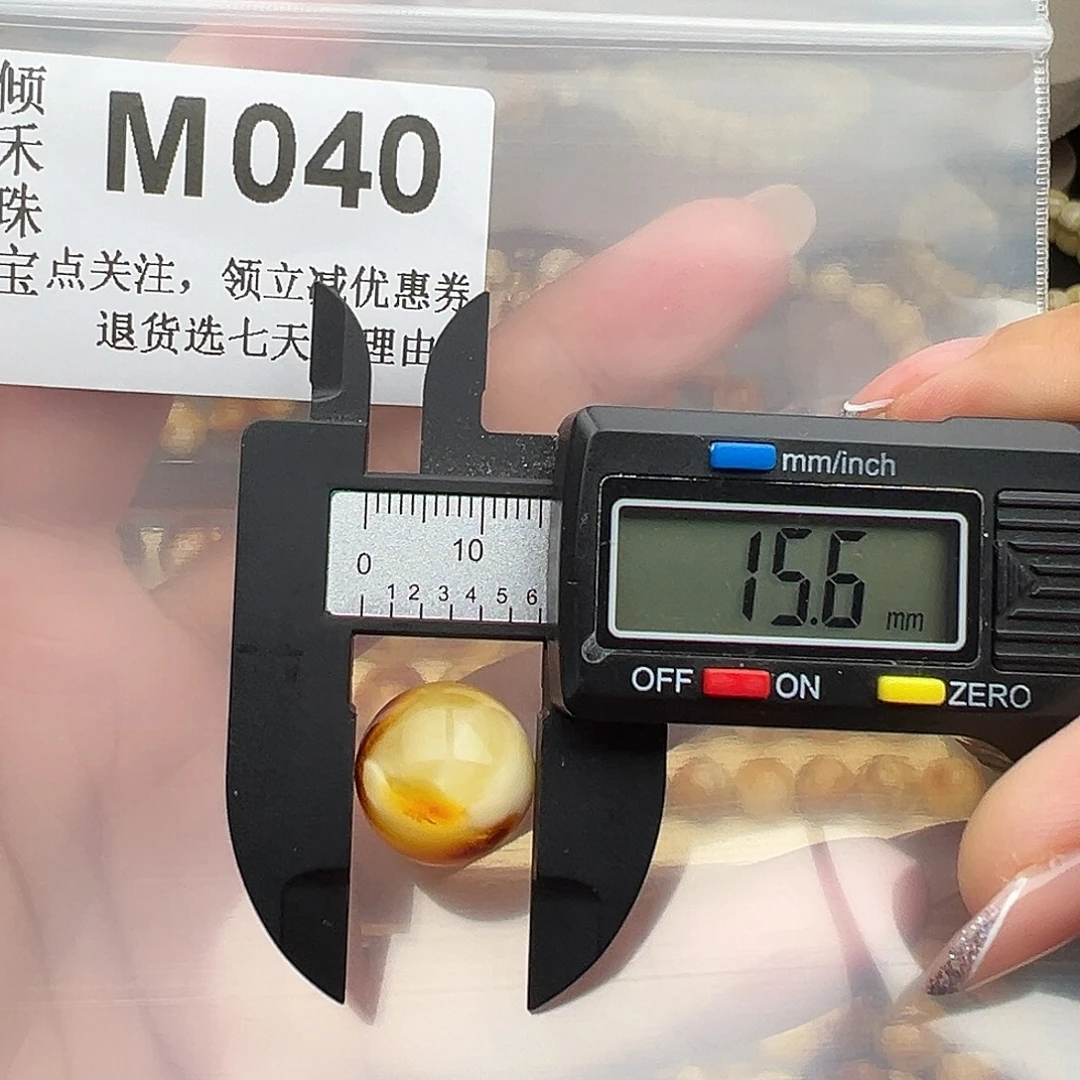 倾禾珠宝
M040
点关注，领立减优惠券
退货选七天 理由
mm/inch
15.6 mm
0 10
1 2 3 4 5 6
OFF ON ZERO